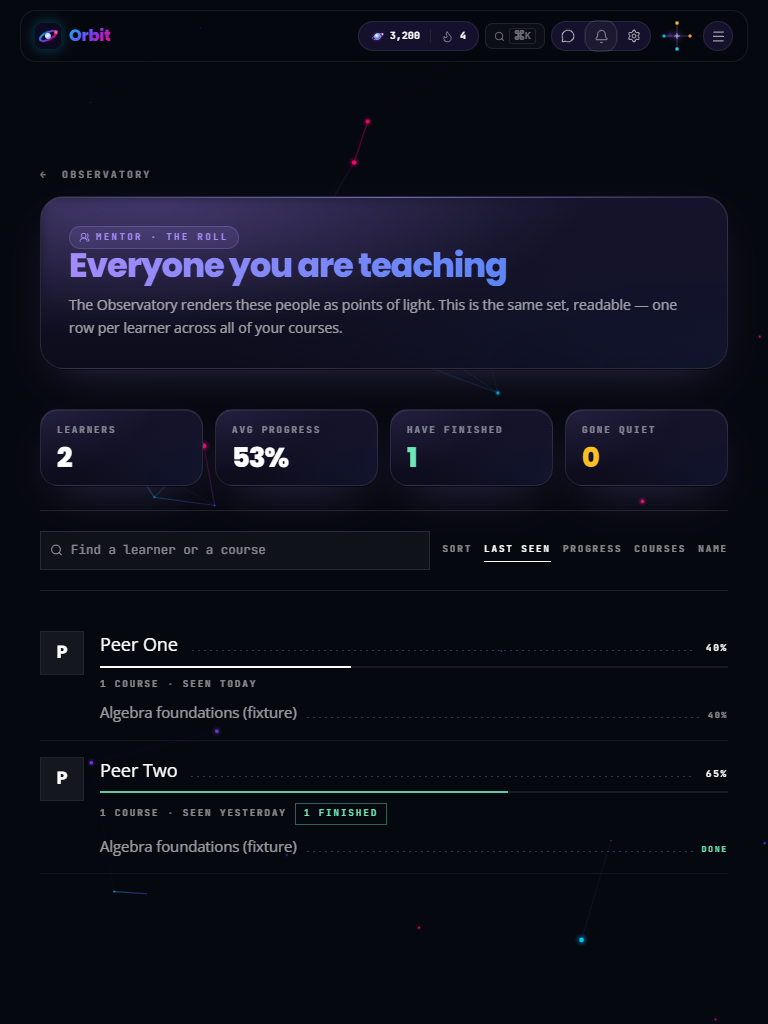 Orbit
3,200 4 ⌘K
← OBSERVATORY
MENTOR · THE ROLL
Everyone you are teaching
The Observatory renders these people as points of light. This is the same set, readable — one
row per learner across all of your courses.
LEARNERS
2
AVG PROGRESS
53%
HAVE FINISHED
1
GONE QUIET
0
Find a learner or a course
SORT LAST SEEN PROGRESS COURSES NAME
P
Peer One 40%
1 COURSE · SEEN TODAY
Algebra foundations (fixture) 40%
P
Peer Two 65%
1 COURSE · SEEN YESTERDAY 1 FINISHED
Algebra foundations (fixture) DONE